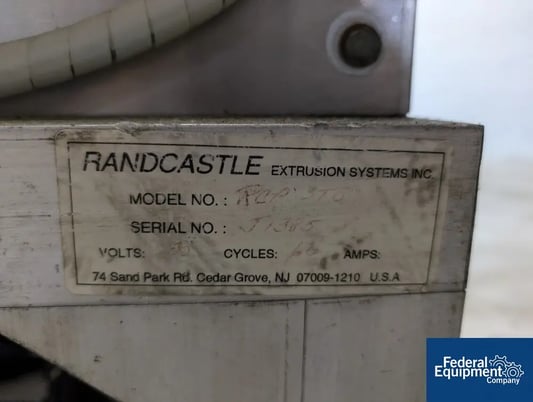 RANDCASTLE EXTRUSION SYSTEMS INC.
MODEL NO. :
SERIAL NO. :
VOLTS: CYCLES: AMPS:
74 Sand Park Rd. Cedar Grove, NJ 07009-1210 U.S.A
Federal
Equipment
Company